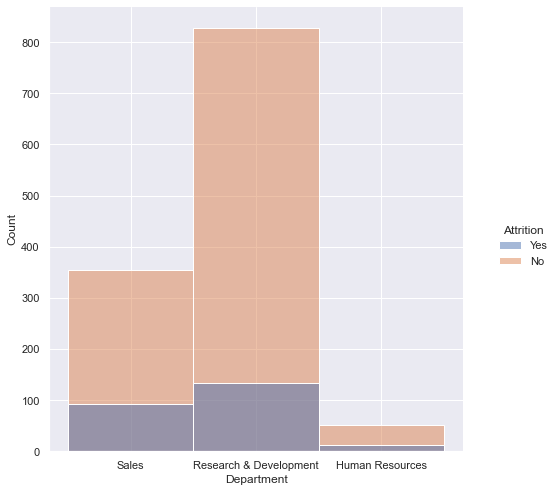 800
700
600
500
400
300
200
100
0
Count
Sales
Research & Development
Human Resources
Department
Attrition
Yes
No